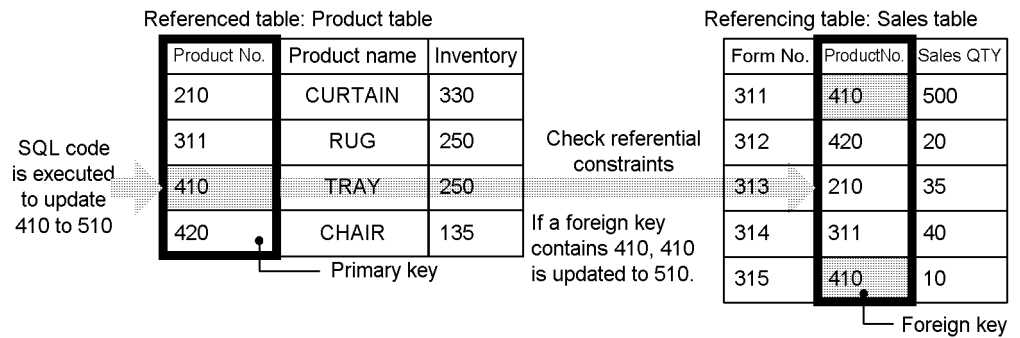 Referenced table: Product table
Product No. Product name Inventory
210 CURTAIN 330
311 RUG 250
410 TRAY 250
420 CHAIR 135
Primary key
SQL code
is executed
to update
410 to 510
Check referential
constraints
If a foreign key
contains 410, 410
is updated to 510.
Referencing table: Sales table
Form No. ProductNo. Sales QTY
311 410 500
312 420 20
313 210 35
314 311 40
315 410 10
Foreign key